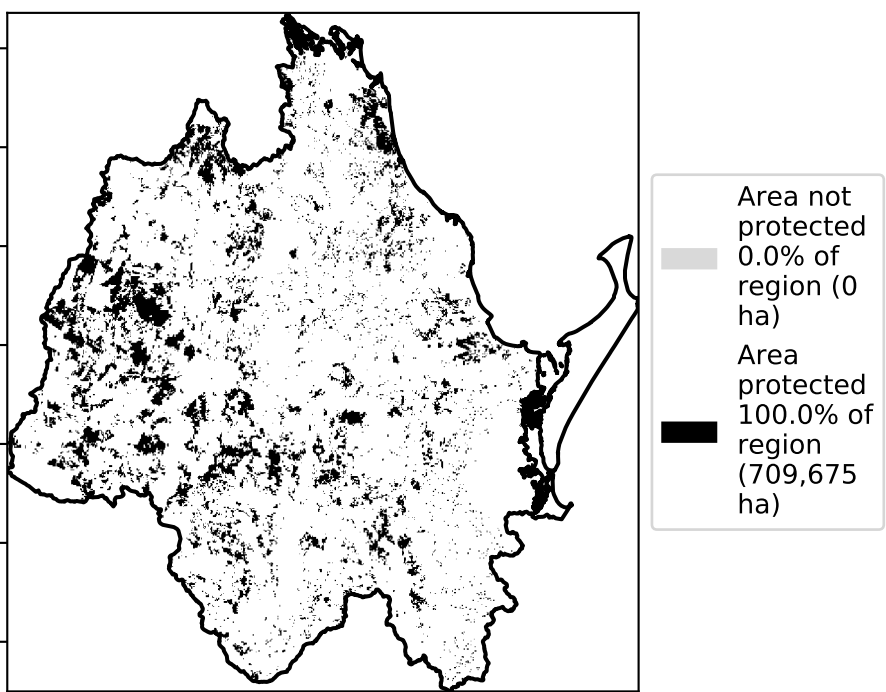 Area not
protected
0.0% of
region (0
ha)
Area
protected
100.0% of
region
(709,675
ha)